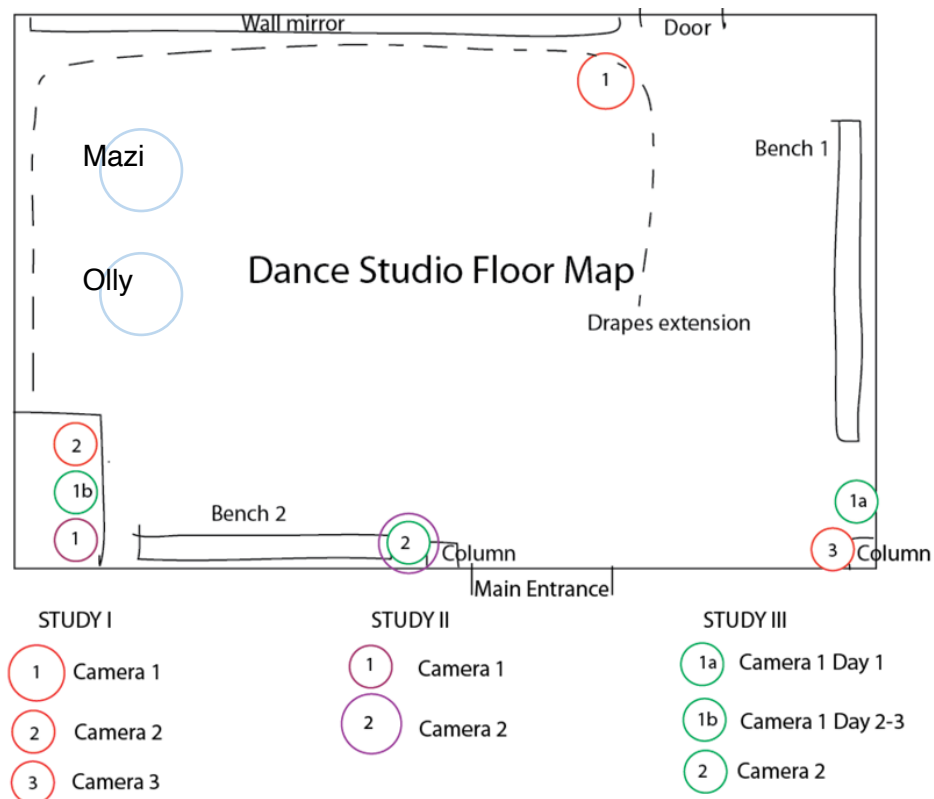 Wall mirror
Door
1
Bench 1
Mazi
Olly
Dance Studio Floor Map
Drapes extension
2
1b
1
Bench 2
2
Column
1a
3
Column
Main Entrance
STUDY I
1 Camera 1
2 Camera 2
3 Camera 3
STUDY II
1 Camera 1
2 Camera 2
STUDY III
1a Camera 1 Day 1
1b Camera 1 Day 2-3
2 Camera 2